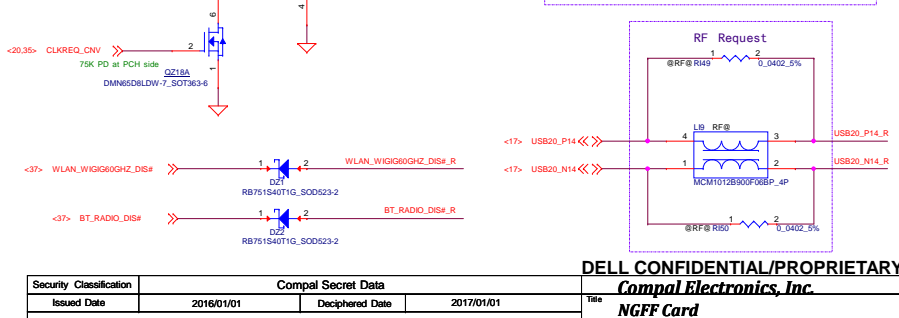 6
4
<20,35> CLKREQ_CNV
2
75K PD at PCH side
1
QZ18A
DMN65D8LDW-7_SOT363-6
RF Request
1 2
@RF@ RI49 0_0402_5%
LI9 RF@
4 3
<17> USB20_P14
USB20_P14_R
1 2
<17> USB20_N14
USB20_N14_R
MCM1012B900F06BP_4P
1 2
@RF@ RI50 0_0402_5%
<37> WLAN_WIGIG60GHZ_DIS#
1 2
WLAN_WIGIG60GHZ_DIS#_R
DZ1
RB751S40T1G_SOD523-2
<37> BT_RADIO_DIS#
1 2
BT_RADIO_DIS#_R
DZ2
RB751S40T1G_SOD523-2
DELL CONFIDENTIAL/PROPRIETARY
Security Classification
Compal Secret Data
Compal Electronics, Inc.
Issued Date
2016/01/01
Deciphered Date
2017/01/01
Title
NGFF Card